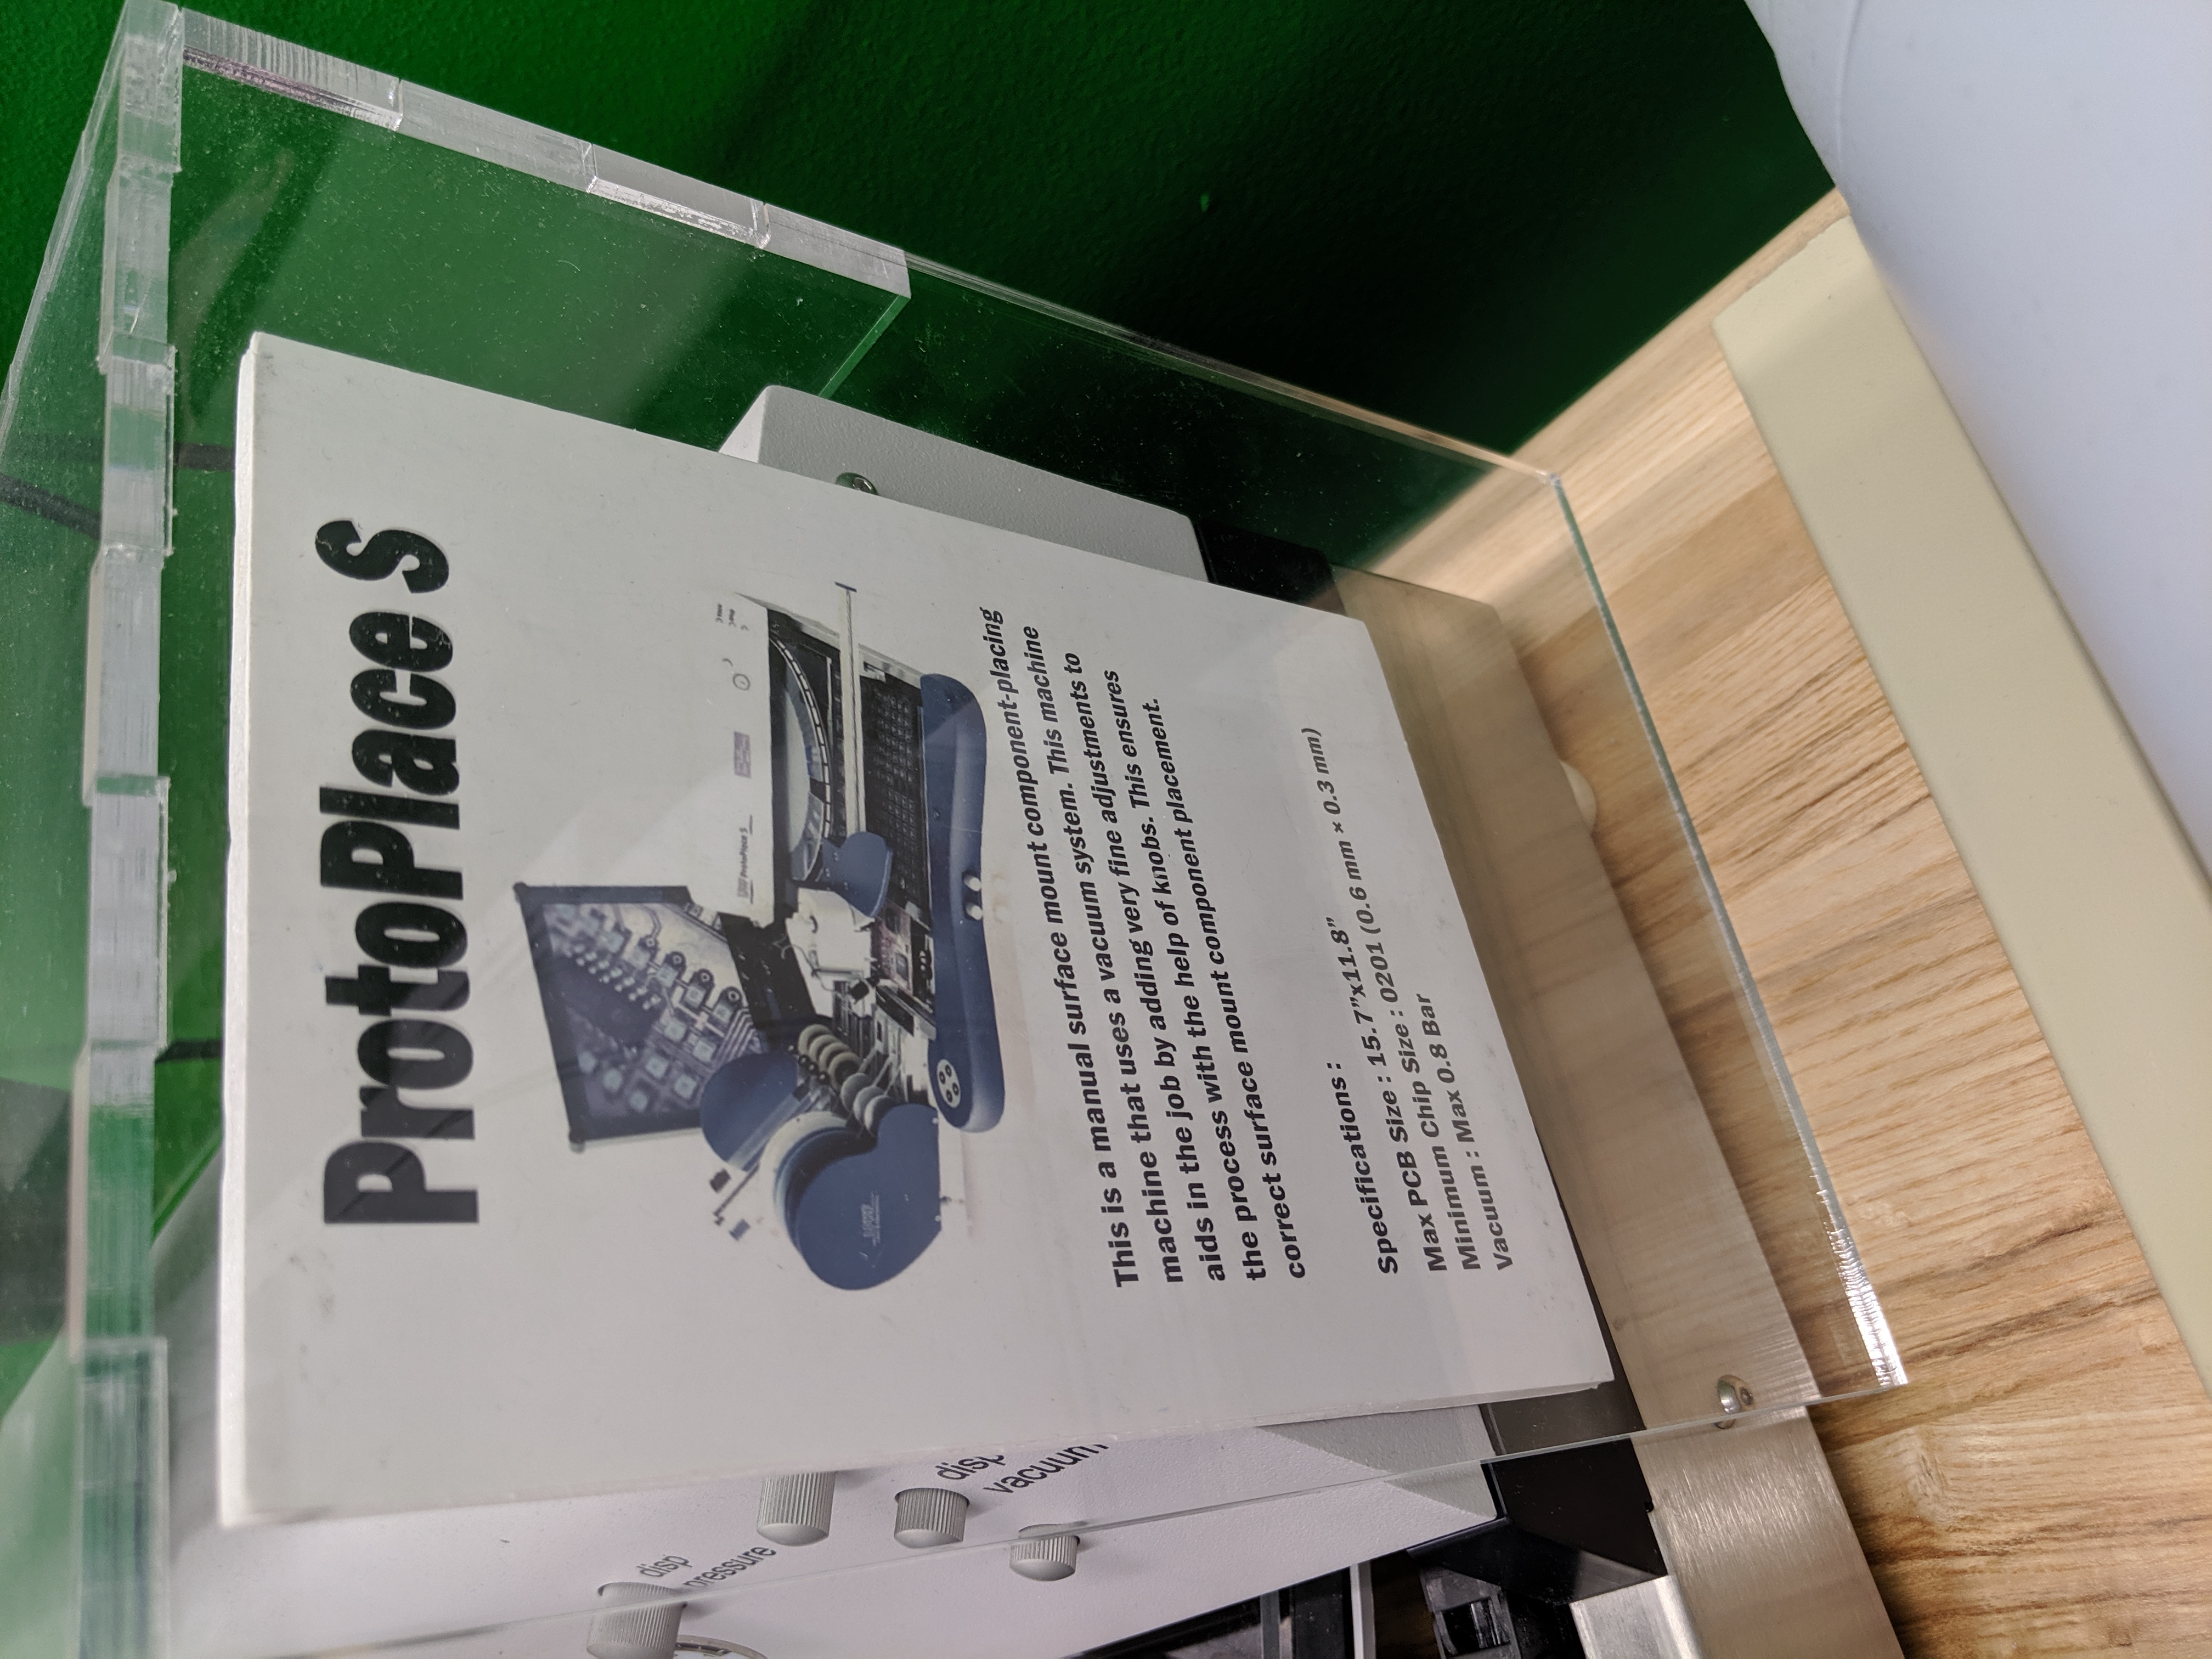 ProtoPlace S
ProtoPlace S
disp
pressure
disp
vacuum
This is a manual surface mount component-placing
machine that uses a vacuum system. This machine
aids in the job by adding very fine adjustments to
the process with the help of knobs. This ensures
correct surface mount component placement.
Specifications :
Max PCB Size : 15.7”x11.8”
Minimum Chip Size : 0201 (0.6 mm × 0.3 mm)
Vacuum : Max 0.8 Bar